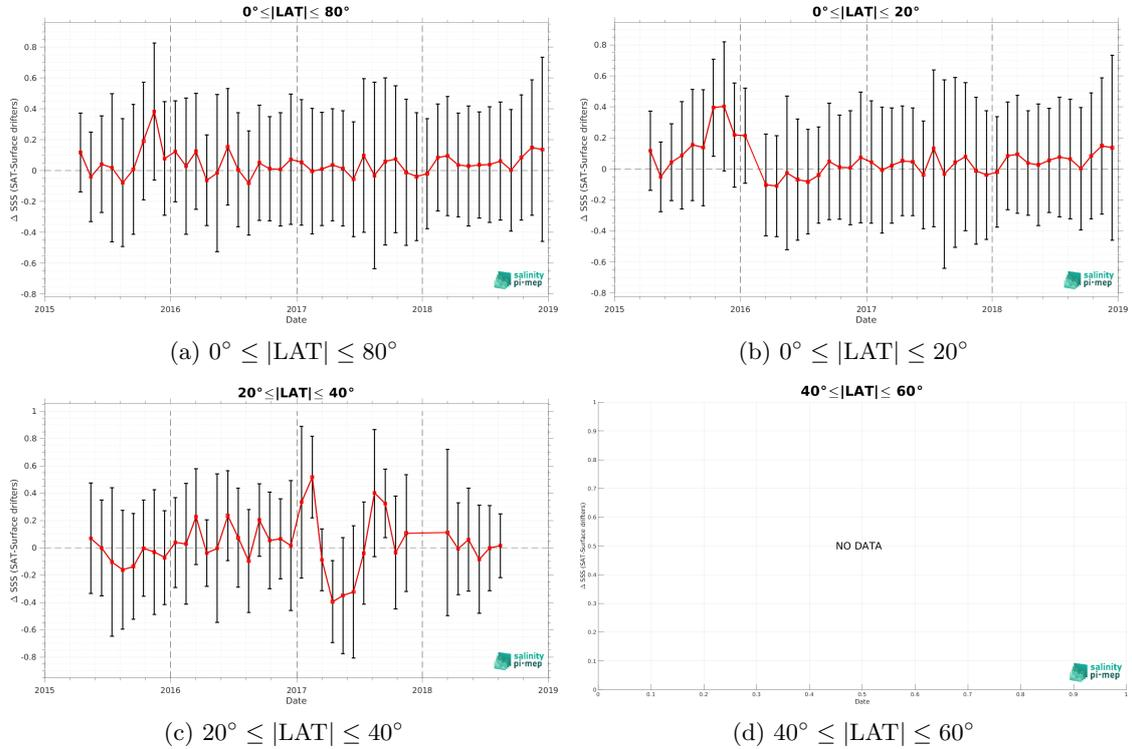 0°≤|LAT|≤ 80°
Δ SSS (SAT-Surface drifters)
0.8
0.6
0.4
0.2
0
-0.2
-0.4
-0.6
-0.8
2015 2016 2017 2018 2019
Date
salinity
pi-mep
(a) 0° ≤ |LAT| ≤ 80°
0°≤|LAT|≤ 20°
Δ SSS (SAT-Surface drifters)
0.8
0.6
0.4
0.2
0
-0.2
-0.4
-0.6
-0.8
2015 2016 2017 2018 2019
Date
salinity
pi-mep
(b) 0° ≤ |LAT| ≤ 20°
20°≤|LAT|≤ 40°
Δ SSS (SAT-Surface drifters)
1
0.8
0.6
0.4
0.2
0
-0.2
-0.4
-0.6
-0.8
2015 2016 2017 2018 2019
Date
salinity
pi-mep
(c) 20° ≤ |LAT| ≤ 40°
40°≤|LAT|≤ 60°
Δ SSS (SAT-Surface drifters)
1
0.9
0.8
0.7
0.6
0.5
0.4
0.3
0.2
0.1
0
NO DATA
0 0.1 0.2 0.3 0.4 0.5 0.6 0.7 0.8 0.9 1
Date
salinity
pi-mep
(d) 40° ≤ |LAT| ≤ 60°